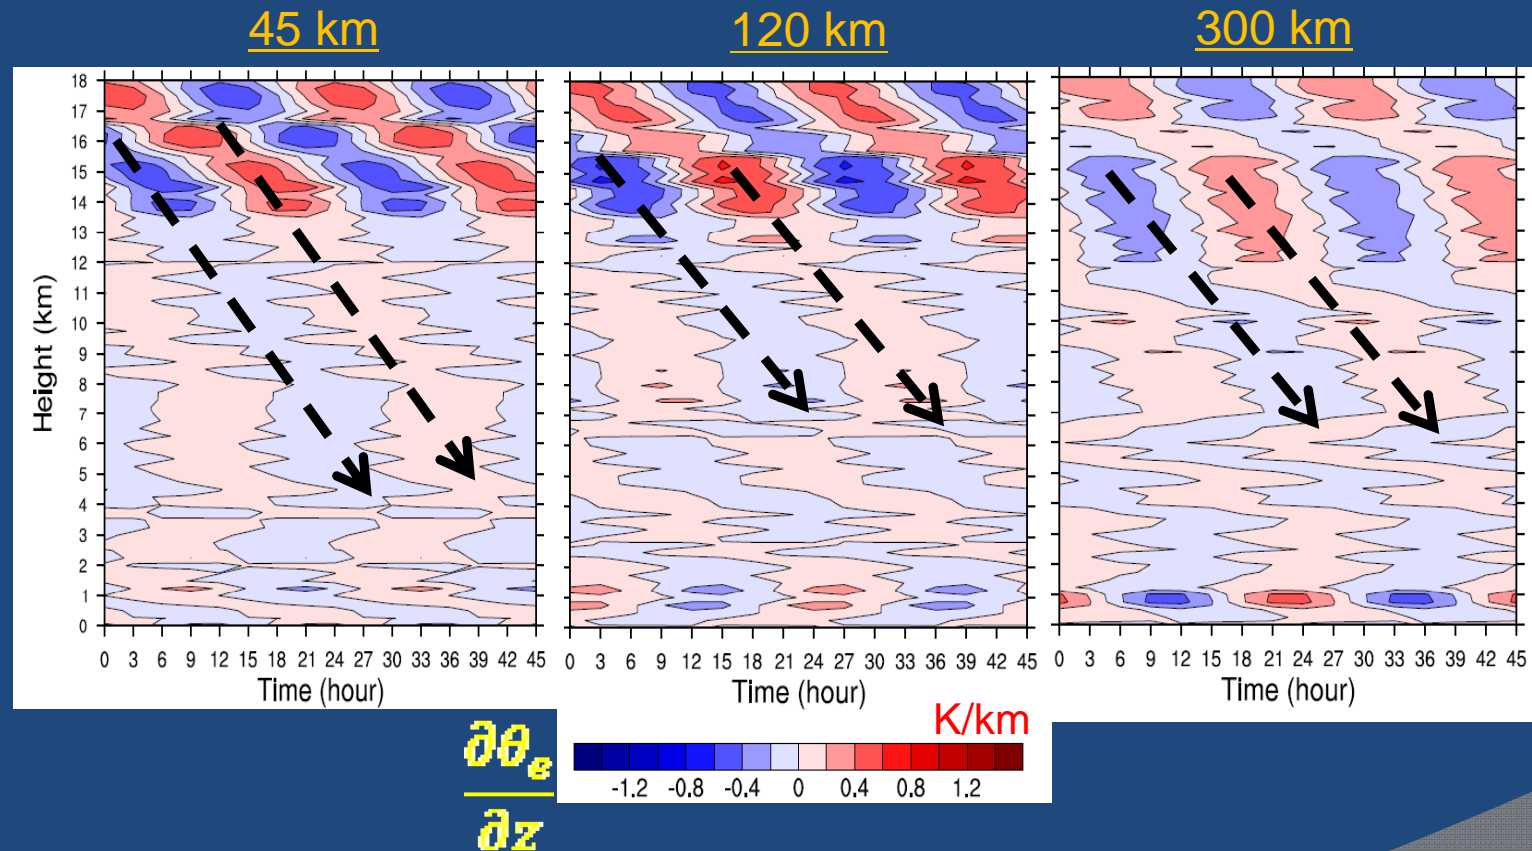 45 km 120 km 300 km
Height (km)
18
17
16
15
14
13
12
11
10
9
8
7
6
5
4
3
2
1
0
0 3 6 9 12 15 18 21 24 27 30 33 36 39 42 45
Time (hour)
0 3 6 9 12 15 18 21 24 27 30 33 36 39 42 45
Time (hour)
0 3 6 9 12 15 18 21 24 27 30 33 36 39 42 45
Time (hour)
∂θe
∂z
K/km
-1.2 -0.8 -0.4 0 0.4 0.8 1.2